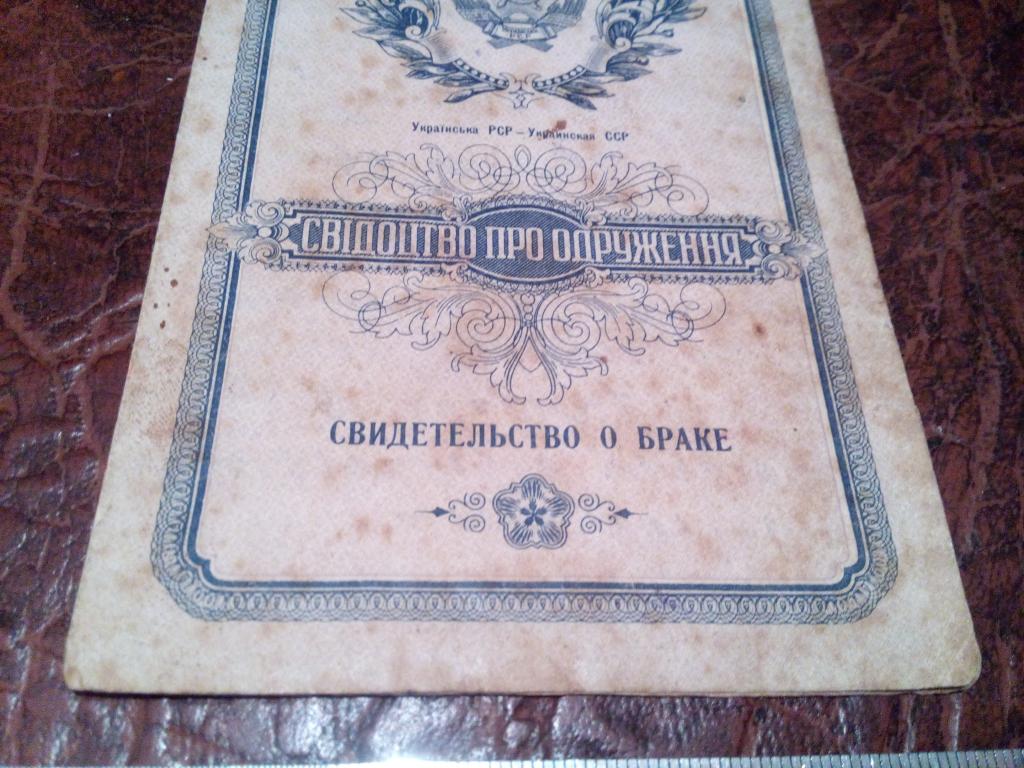 Українська РСР – Украинская ССР
СВІДОЦТВО ПРО ОДРУЖЕННЯ
СВИДЕТЕЛЬСТВО О БРАКЕ